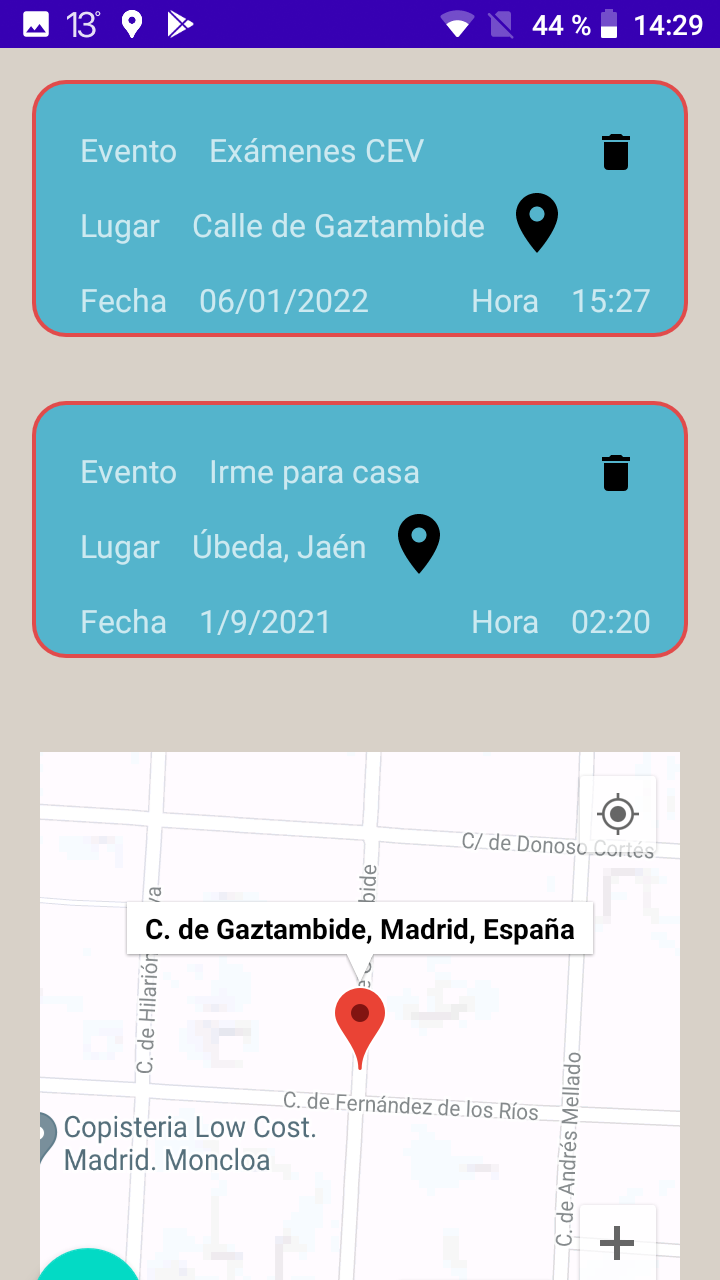 13° 44 % 14:29
Evento Exámenes CEV
Lugar Calle de Gaztambide
Fecha 06/01/2022 Hora 15:27
Evento Irme para casa
Lugar Úbeda, Jaén
Fecha 1/9/2021 Hora 02:20
C/ de Donoso Cortés
bide
va
C. de Gaztambide, Madrid, España
C. de Hilarión
C. de Fernández de los Ríos
C. de Andrés Mellado
Copisteria Low Cost.
Madrid. Moncloa
+